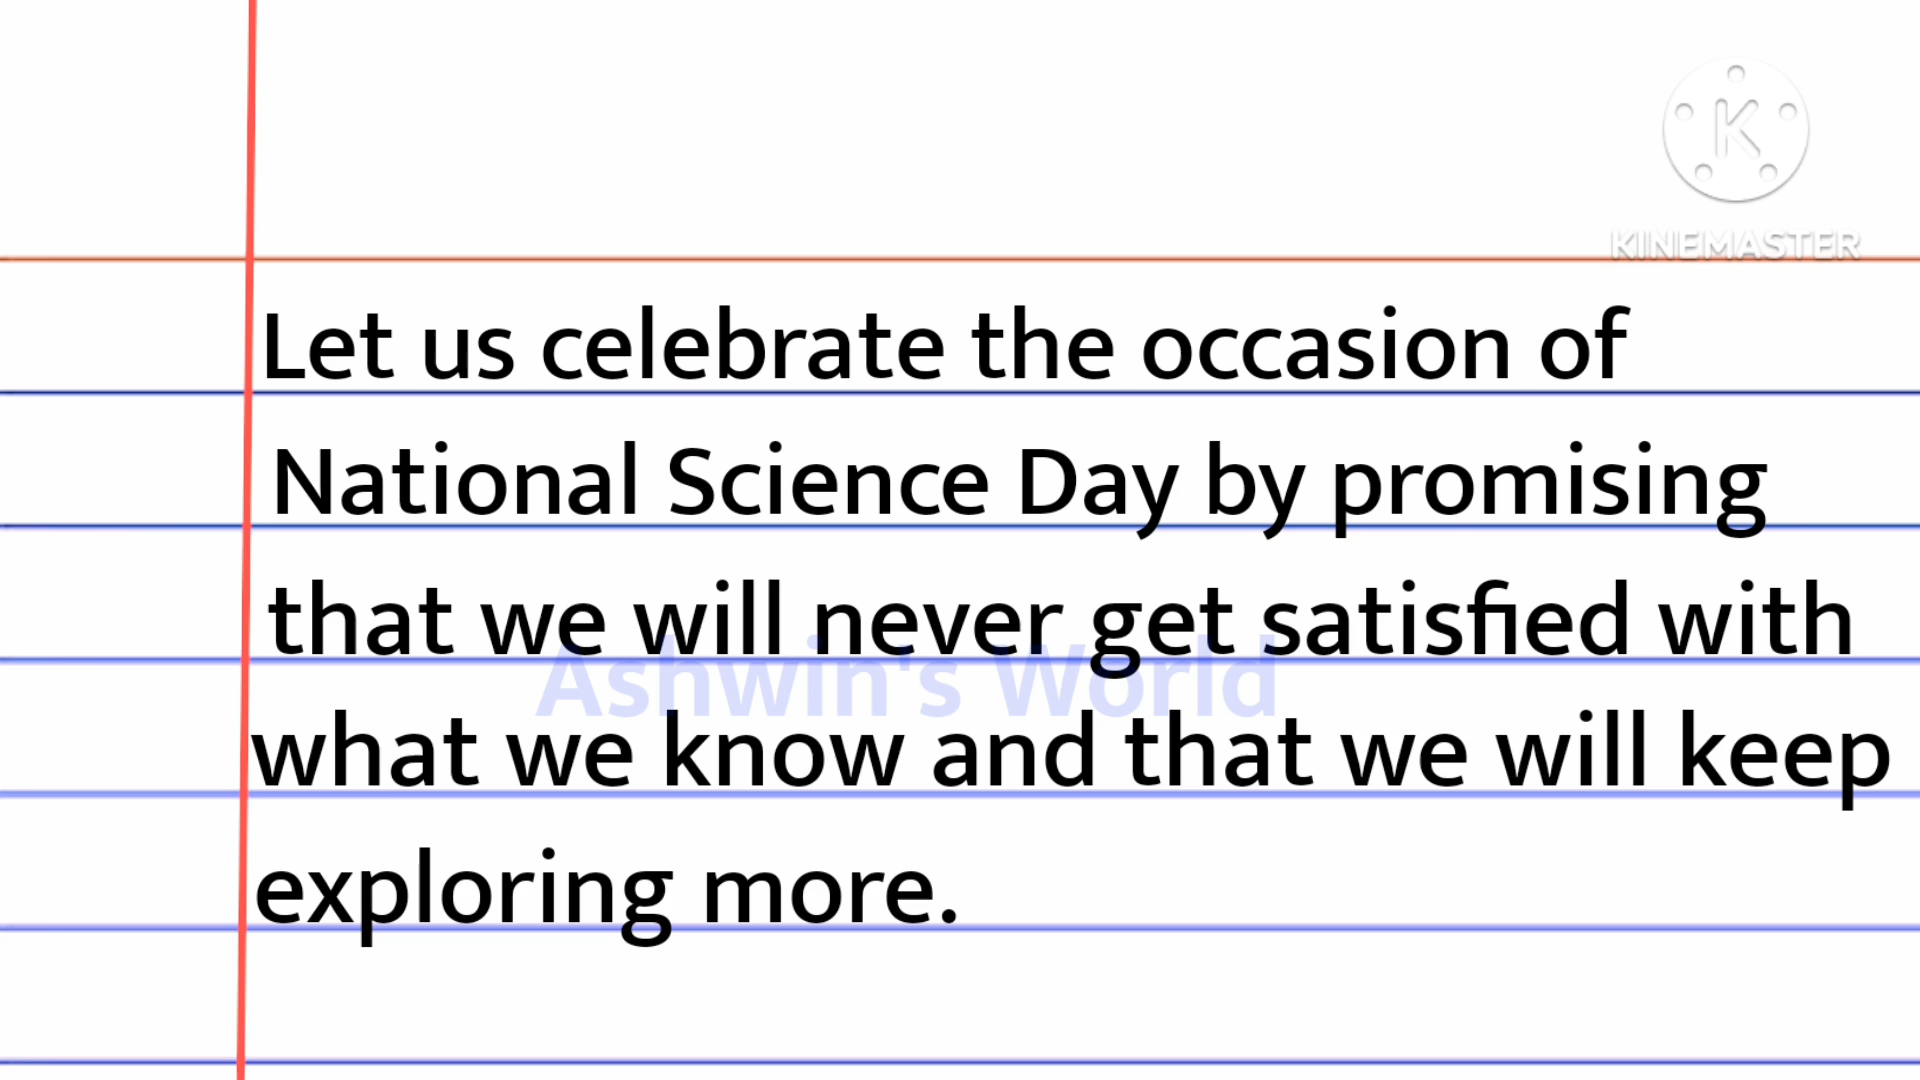 K
KINEMASTER
Let us celebrate the occasion of
National Science Day by promising
that we will never get satisfied with
Ashwin's World
what we know and that we will keep
exploring more.